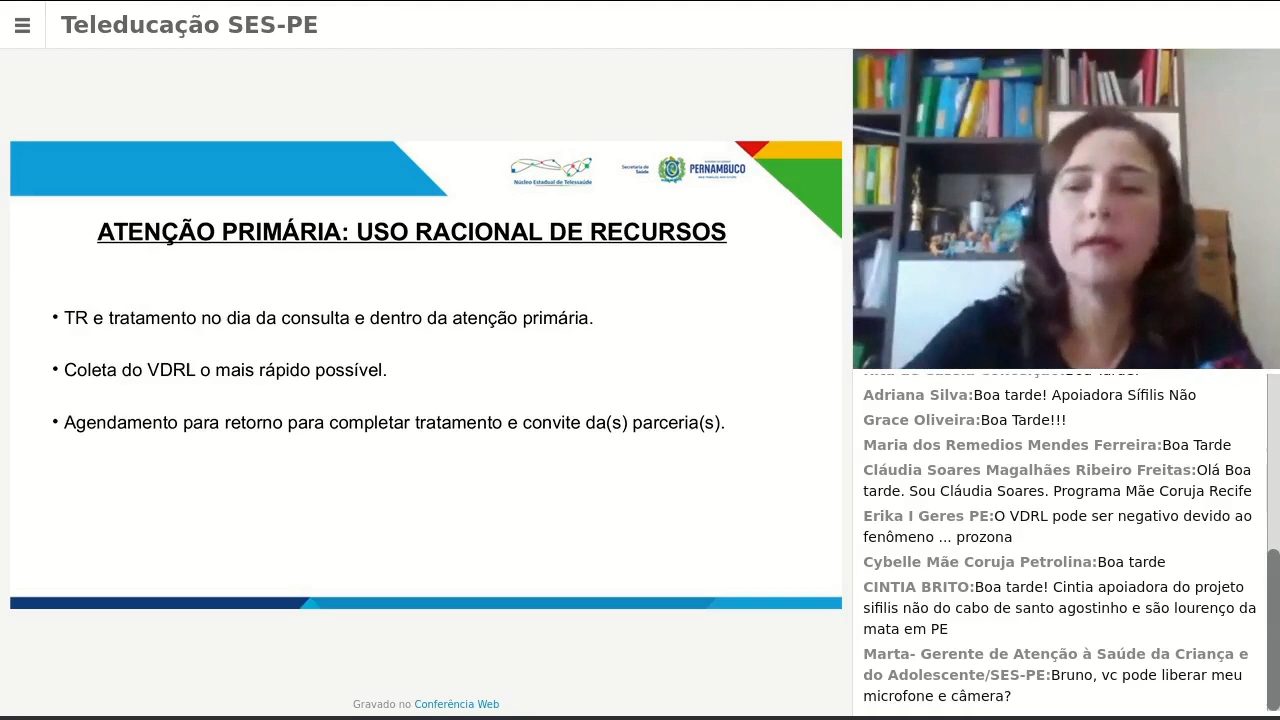 Teleducação SES-PE
Núcleo Estadual de Telessaúde
Secretaria de
Saúde
PERNAMBUCO
ATENÇÃO PRIMÁRIA: USO RACIONAL DE RECURSOS
• TR e tratamento no dia da consulta e dentro da atenção primária.
• Coleta do VDRL o mais rápido possível.
• Agendamento para retorno para completar tratamento e convite da(s) parceria(s).
Gravado no Conferência Web
Adriana Silva:Boa tarde! Apoiadora Sífilis Não
Grace Oliveira:Boa Tarde!!!
Maria dos Remedios Mendes Ferreira:Boa Tarde
Cláudia Soares Magalhães Ribeiro Freitas:Olá Boa
tarde. Sou Cláudia Soares. Programa Mãe Coruja Recife
Erika I Geres PE:O VDRL pode ser negativo devido ao
fenômeno ... prozona
Cybelle Mãe Coruja Petrolina:Boa tarde
CINTIA BRITO:Boa tarde! Cintia apoiadora do projeto
sifilis não do cabo de santo agostinho e são lourenço da
mata em PE
Marta- Gerente de Atenção à Saúde da Criança e
do Adolescente/SES-PE:Bruno, vc pode liberar meu
microfone e câmera?